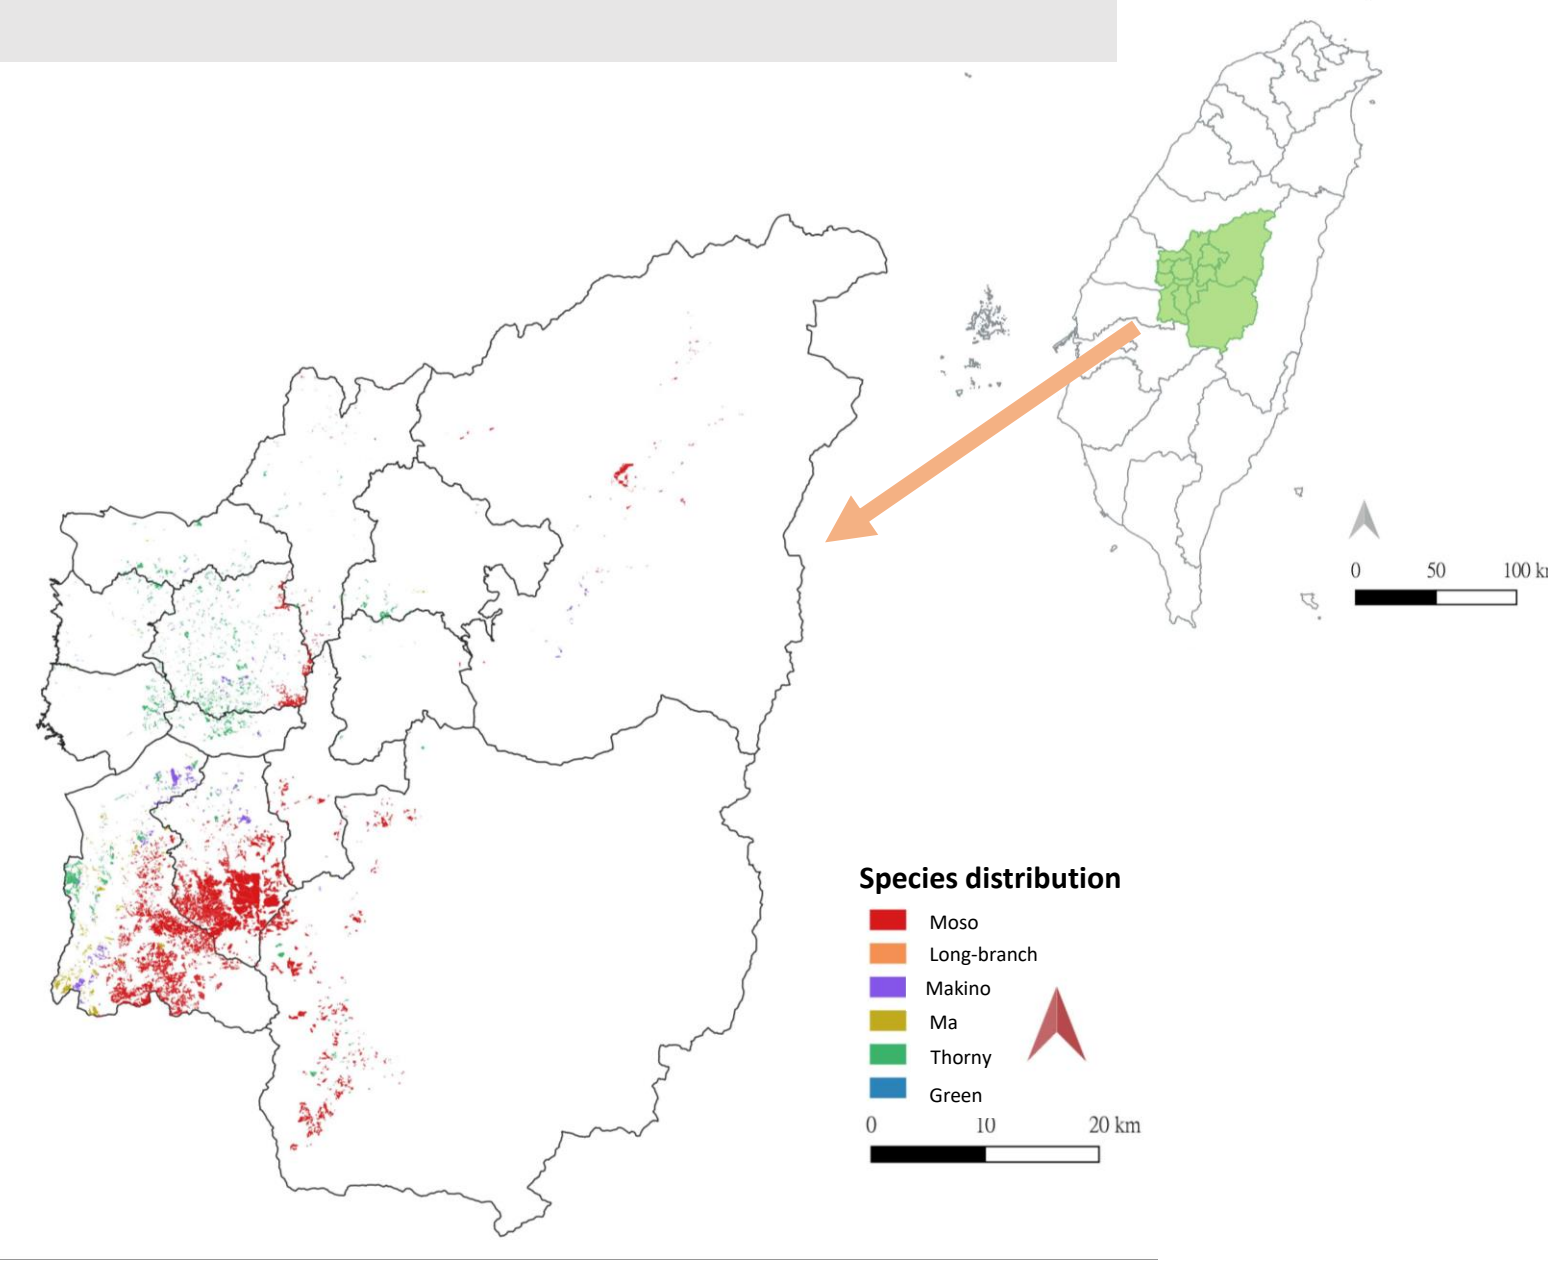 0 50 100 k
Species distribution
Moso
Long-branch
Makino
Ma
Thorny
Green
0 10 20 km